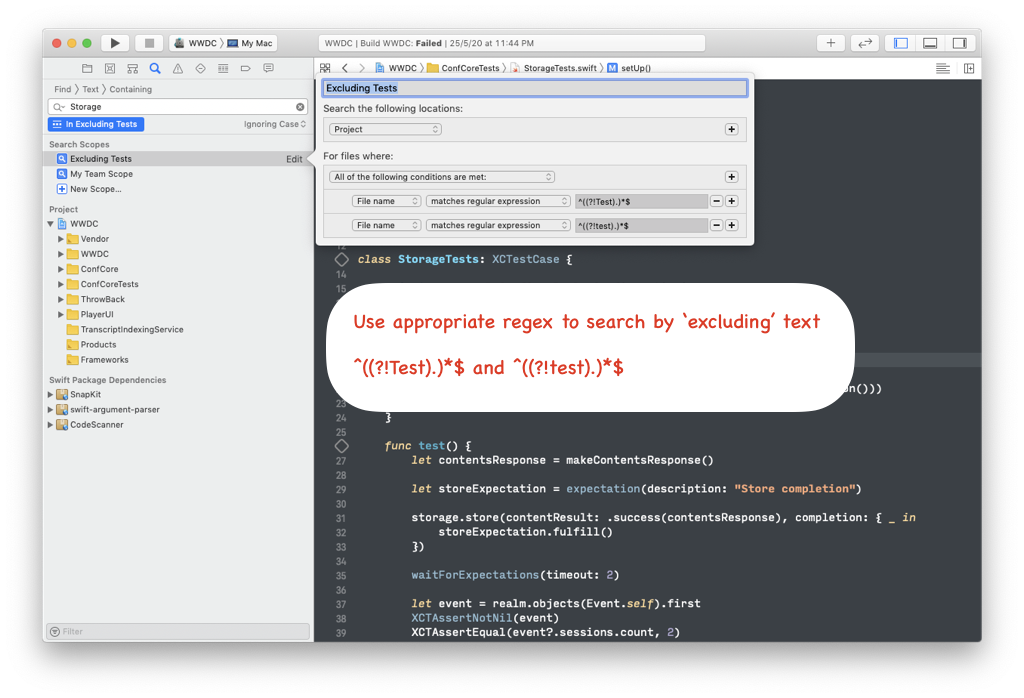 WWDC 〉 My Mac
WWDC | Build WWDC: Failed | 25/5/20 at 11:44 PM
Find 〉 Text 〉 Containing
Storage
In Excluding Tests
Ignoring Case
Search Scopes
Excluding Tests
Edit
My Team Scope
New Scope...
Project
WWDC
Vendor
WWDC
ConfCore
ConfCoreTests
ThrowBack
PlayerUI
TranscriptIndexingService
Products
Frameworks
Swift Package Dependencies
SnapKit
swift-argument-parser
CodeScanner
Filter
WWDC 〉 ConfCoreTests 〉 StorageTests.swift 〉 M setUp()
Excluding Tests
Search the following locations:
Project
For files where:
All of the following conditions are met:
File name matches regular expression ^((?!Test).)*$
File name matches regular expression ^((?!test).)*$
12
class StorageTests: XCTestCase {
14
15
Use appropriate regex to search by ‘excluding’ text
^((?!Test).)*$ and ^((?!test).)*$
on()))
23
24 }
25
func test() {
27 let contentsResponse = makeContentsResponse()
28
29 let storeExpectation = expectation(description: "Store completion")
30
31 storage.store(contentResult: .success(contentsResponse), completion: { _ in
32 storeExpectation.fulfill()
33 })
34
35 waitForExpectations(timeout: 2)
36
37 let event = realm.objects(Event.self).first
38 XCTAssertNotNil(event)
39 XCTAssertEqual(event?.sessions.count, 2)